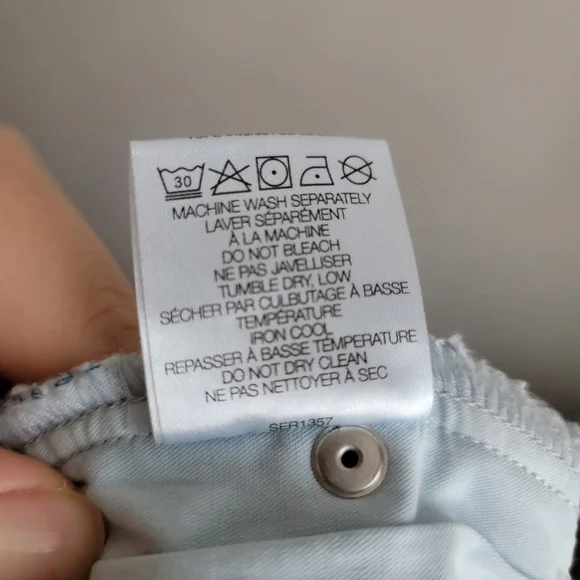 30
MACHINE WASH SEPARATELY
LAVER SÉPARÉMENT
À LA MACHINE
DO NOT BLEACH
NE PAS JAVELLISER
TUMBLE DRY, LOW
SÉCHER PAR CULBUTAGE À BASSE
TEMPÉRATURE
IRON COOL
REPASSER À BASSE TEMPÉRATURE
DO NOT DRY CLEAN
NE PAS NETTOYER À SEC
SER1357